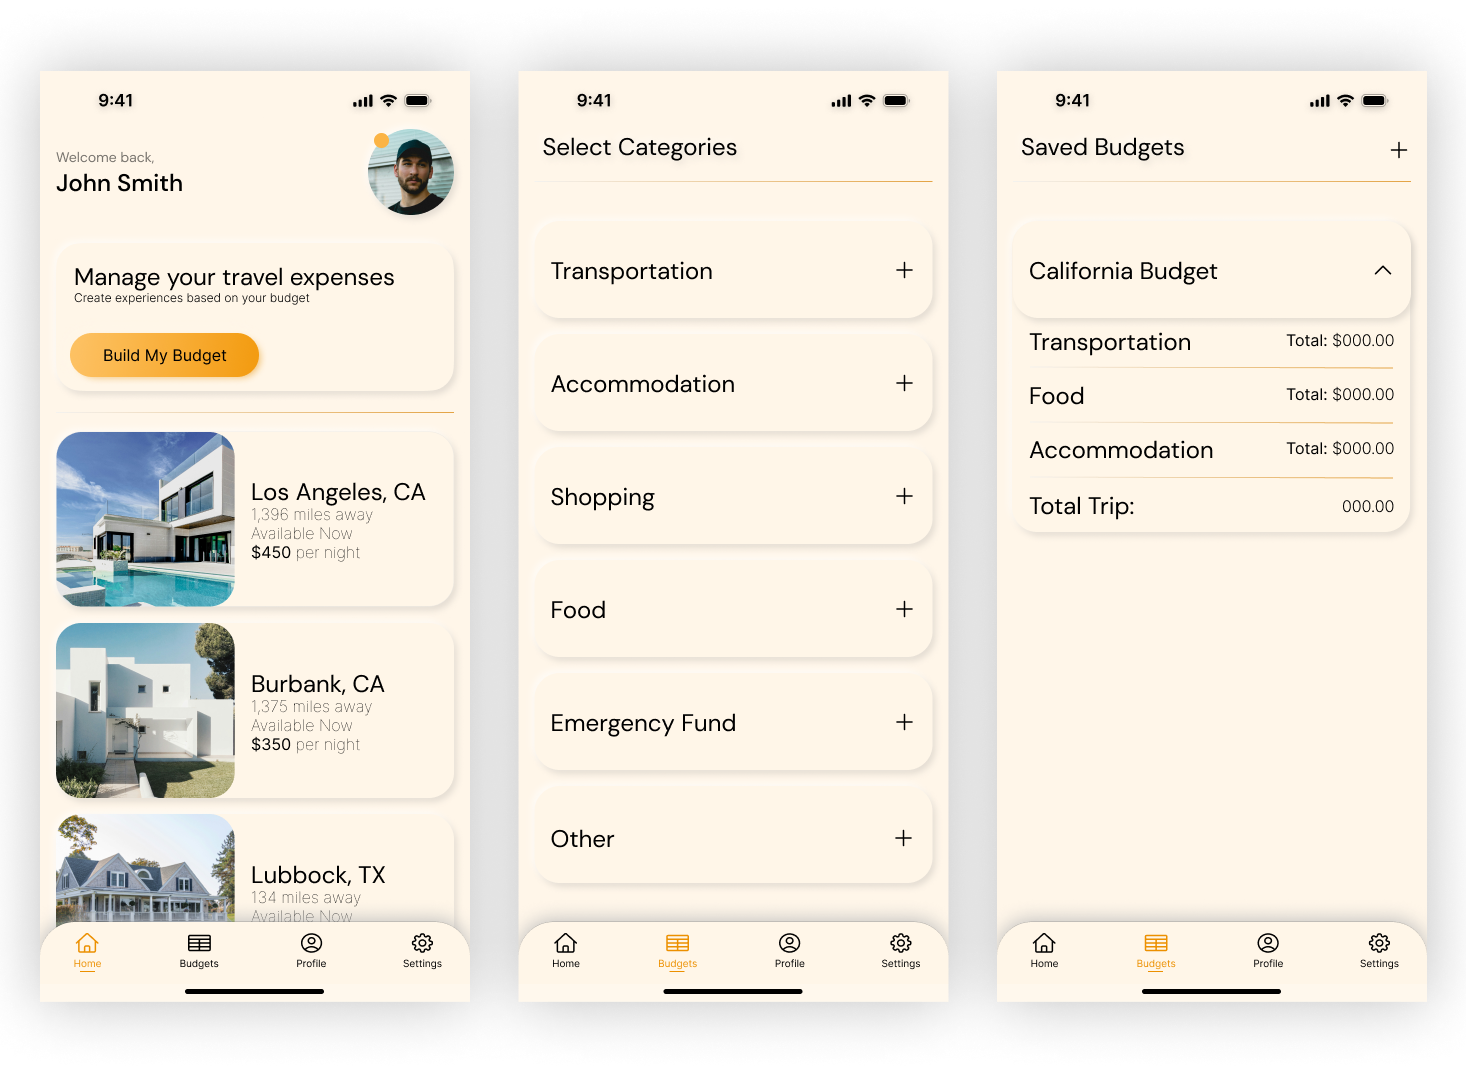 9:41
Welcome back,
John Smith
Manage your travel expenses
Create experiences based on your budget
Build My Budget
Los Angeles, CA
1,396 miles away
Available Now
$450 per night
Burbank, CA
1,375 miles away
Available Now
$350 per night
Lubbock, TX
134 miles away
Available Now
Home
Budgets
Profile
Settings
9:41
Select Categories
Transportation
Accommodation
Shopping
Food
Emergency Fund
Other
Home
Budgets
Profile
Settings
9:41
Saved Budgets
California Budget
Transportation Total: $000.00
Food Total: $000.00
Accommodation Total: $000.00
Total Trip: 000.00
Home
Budgets
Profile
Settings